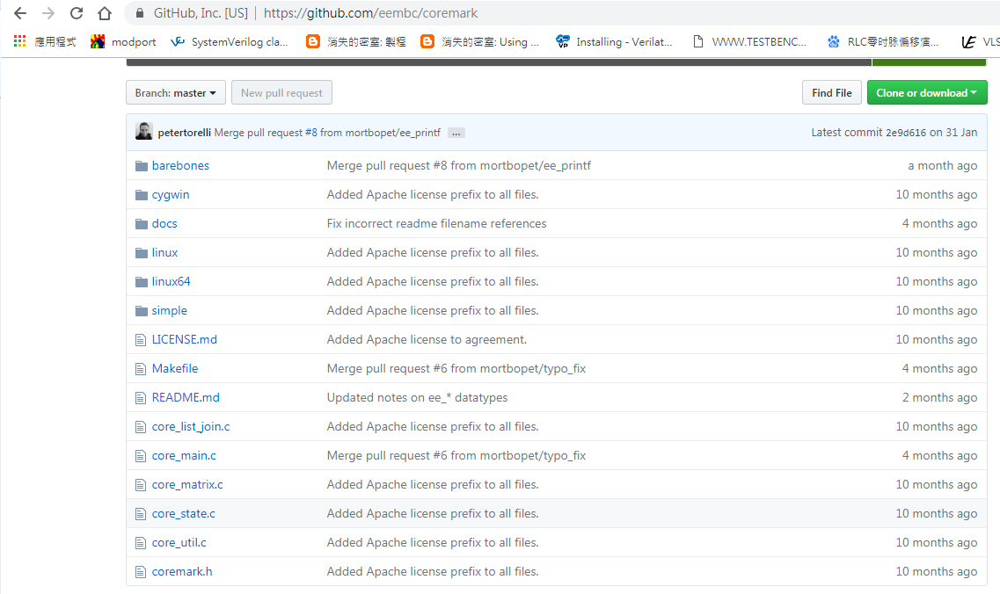 GitHub, Inc. [US] | https://github.com/eembc/coremark
應用程式 modport SystemVerilog cla... 消失的密室: 製程 消失的密室: Using ... Installing - Verilat... WWW.TESTBENC... RLC零时脉偏移演... VLS
Branch: master New pull request Find File Clone or download
petertorelli Merge pull request #8 from mortbopet/ee_printf ... Latest commit 2e9d616 on 31 Jan
barebones Merge pull request #8 from mortbopet/ee_printf a month ago
cygwin Added Apache license prefix to all files. 10 months ago
docs Fix incorrect readme filename references 4 months ago
linux Added Apache license prefix to all files. 10 months ago
linux64 Added Apache license prefix to all files. 10 months ago
simple Added Apache license prefix to all files. 10 months ago
LICENSE.md Added Apache license to agreement. 10 months ago
Makefile Merge pull request #6 from mortbopet/typo_fix 4 months ago
README.md Updated notes on ee_* datatypes 2 months ago
core_list_join.c Added Apache license prefix to all files. 10 months ago
core_main.c Merge pull request #6 from mortbopet/typo_fix 4 months ago
core_matrix.c Added Apache license prefix to all files. 10 months ago
core_state.c Added Apache license prefix to all files. 10 months ago
core_util.c Added Apache license prefix to all files. 10 months ago
coremark.h Added Apache license prefix to all files. 10 months ago